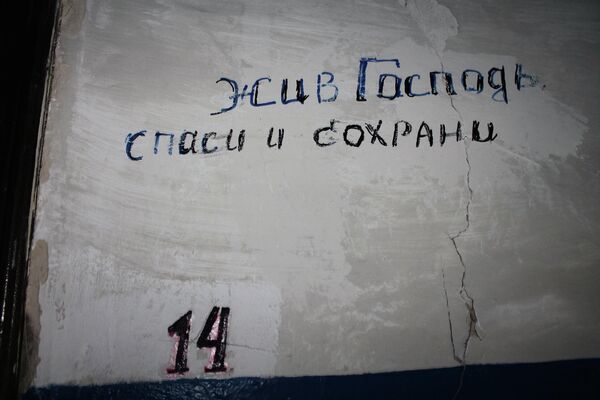 жив Господь
спаси и сохрани
14